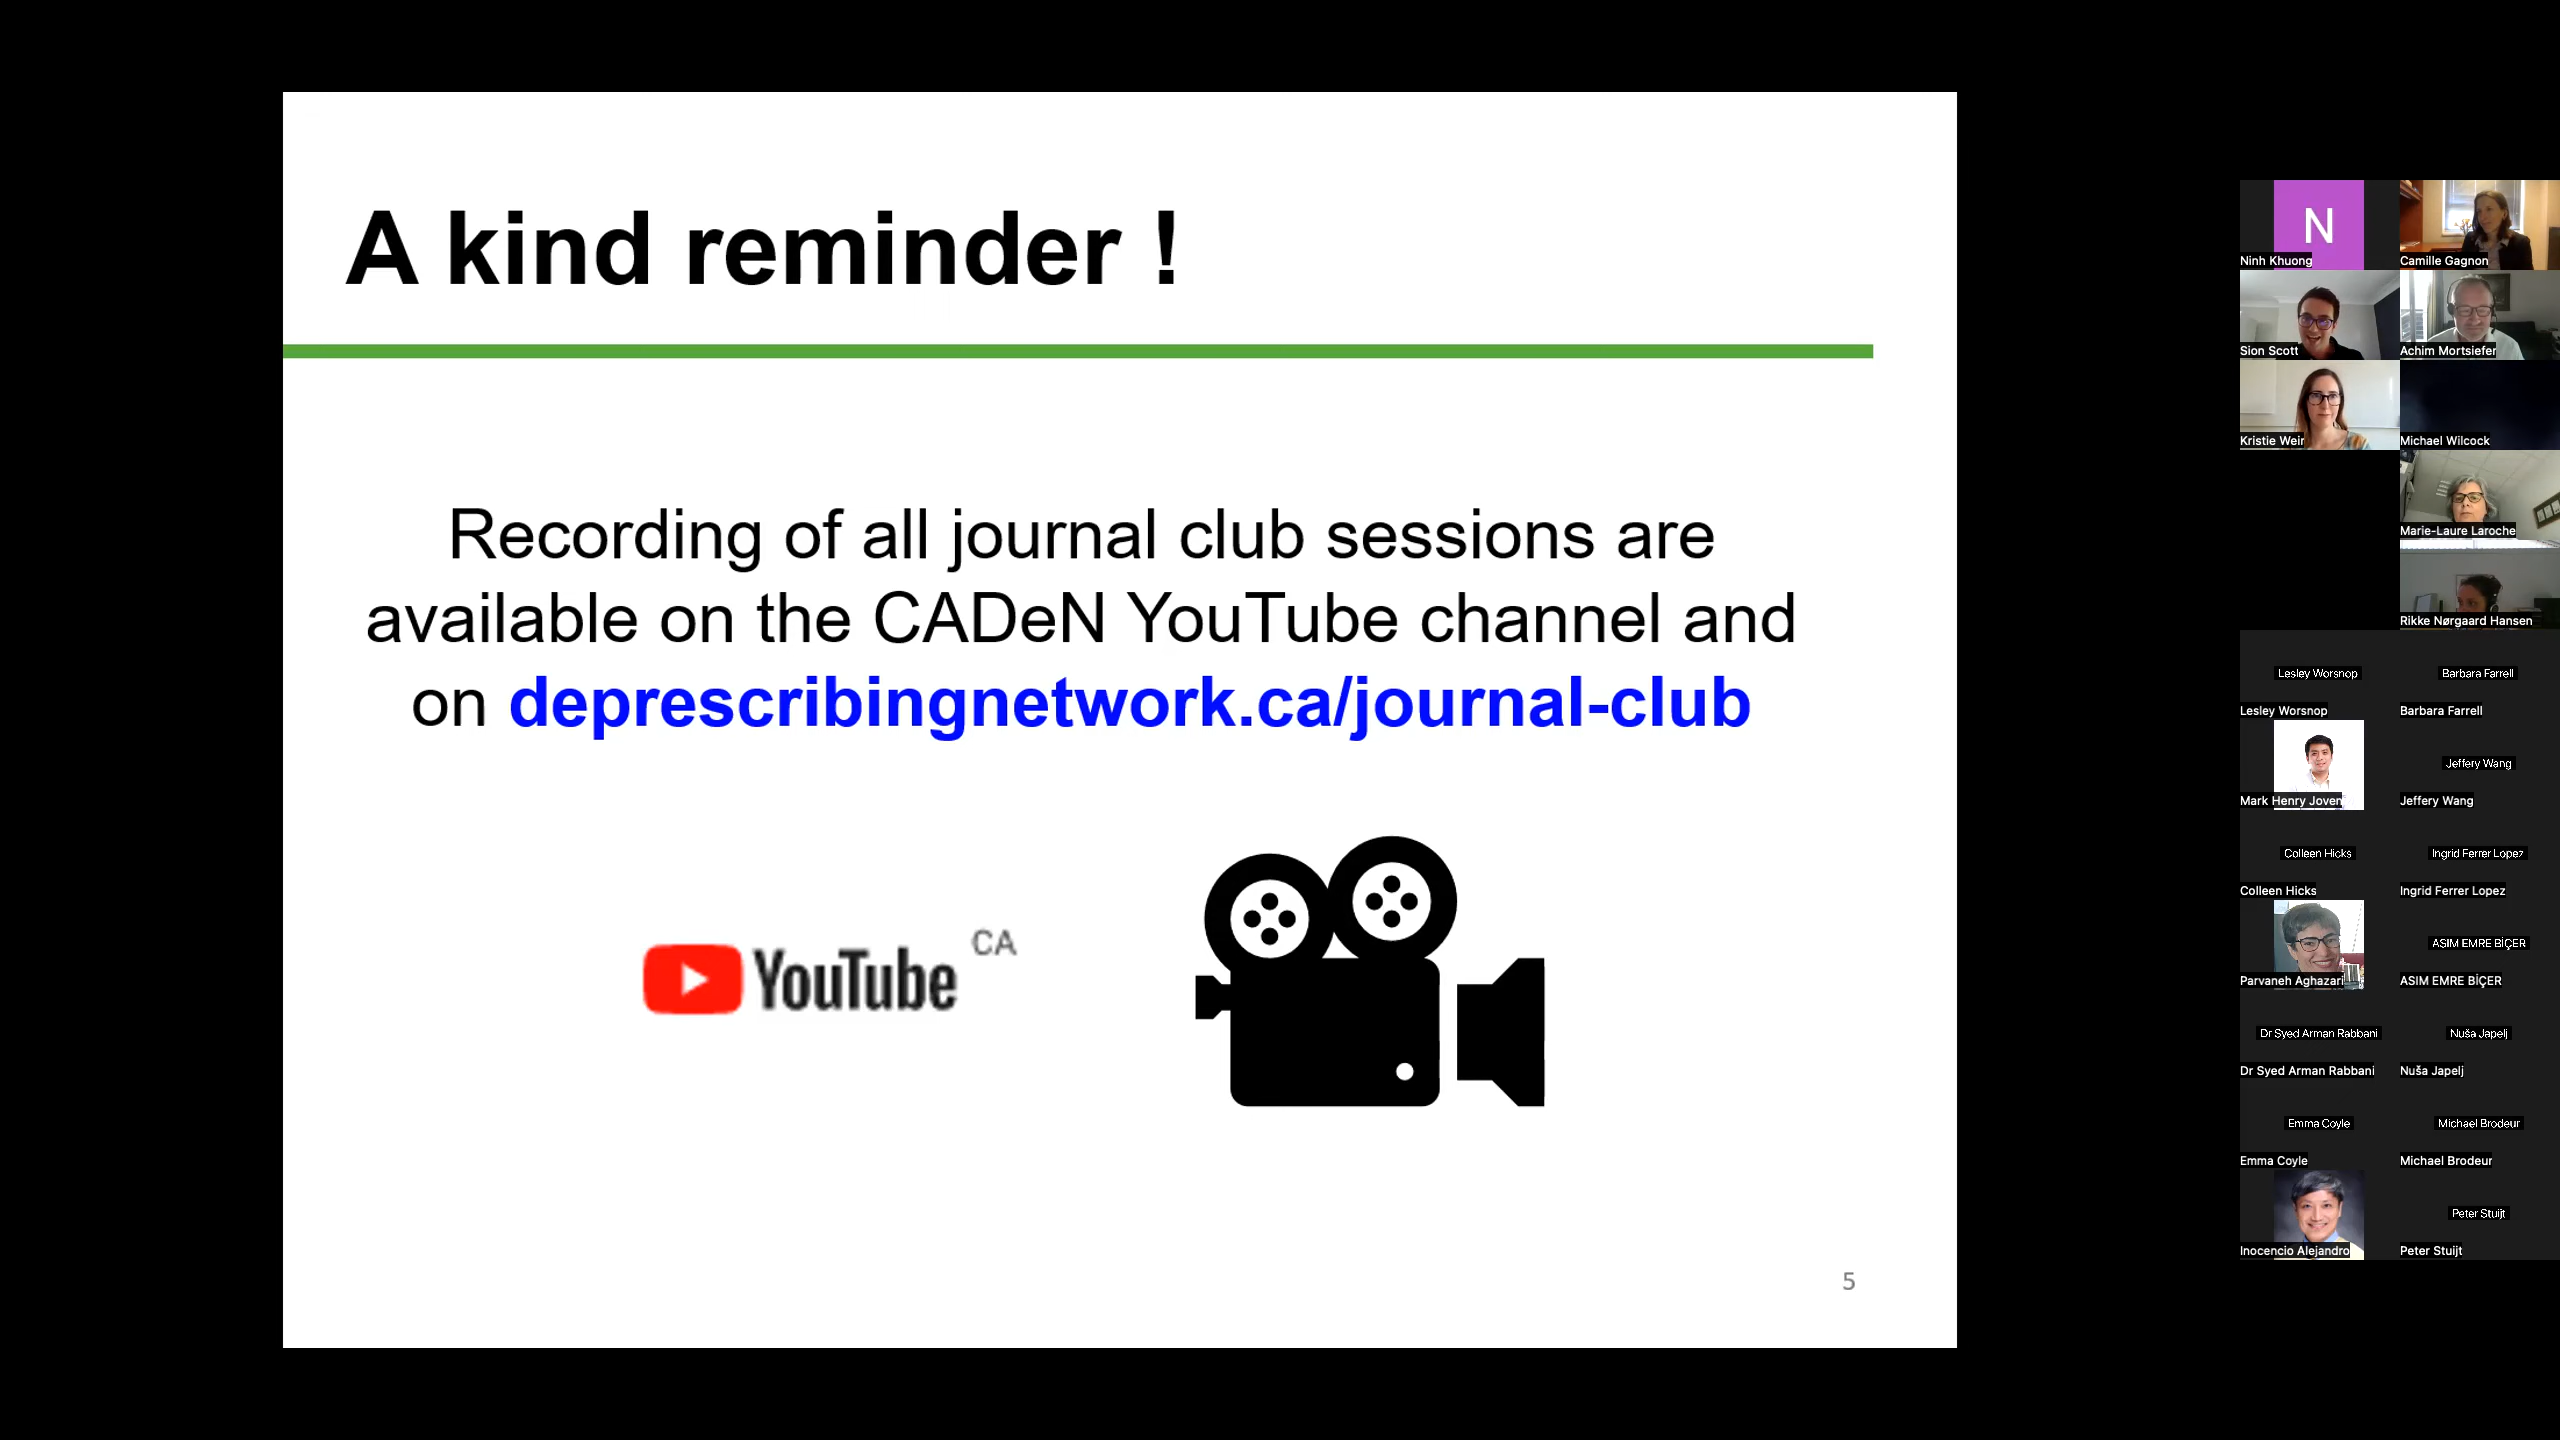 A kind reminder !
Recording of all journal club sessions are
available on the CADeN YouTube channel and
on deprescribingnetwork.ca/journal-club
YouTube CA
5
N
Ninh Khuong
Camille Gagnon
Sion Scott
Achim Mortsiefer
Kristie Weir
Michael Wilcock
Marie-Laure Laroche
Rikke Nørgaard Hansen
Lesley Worsnop
Barbara Farrell
Lesley Worsnop
Barbara Farrell
Jeffery Wang
Mark Henry Joven
Jeffery Wang
Colleen Hicks
Ingrid Ferrer Lopez
Colleen Hicks
Ingrid Ferrer Lopez
ASIM EMRE BİÇER
Parvaneh Aghazari
ASIM EMRE BİÇER
Dr Syed Arman Rabbani
Nuša Japelj
Dr Syed Arman Rabbani
Nuša Japelj
Emma Coyle
Michael Brodeur
Emma Coyle
Michael Brodeur
Peter Stuijt
Inocencio Alejandro
Peter Stuijt